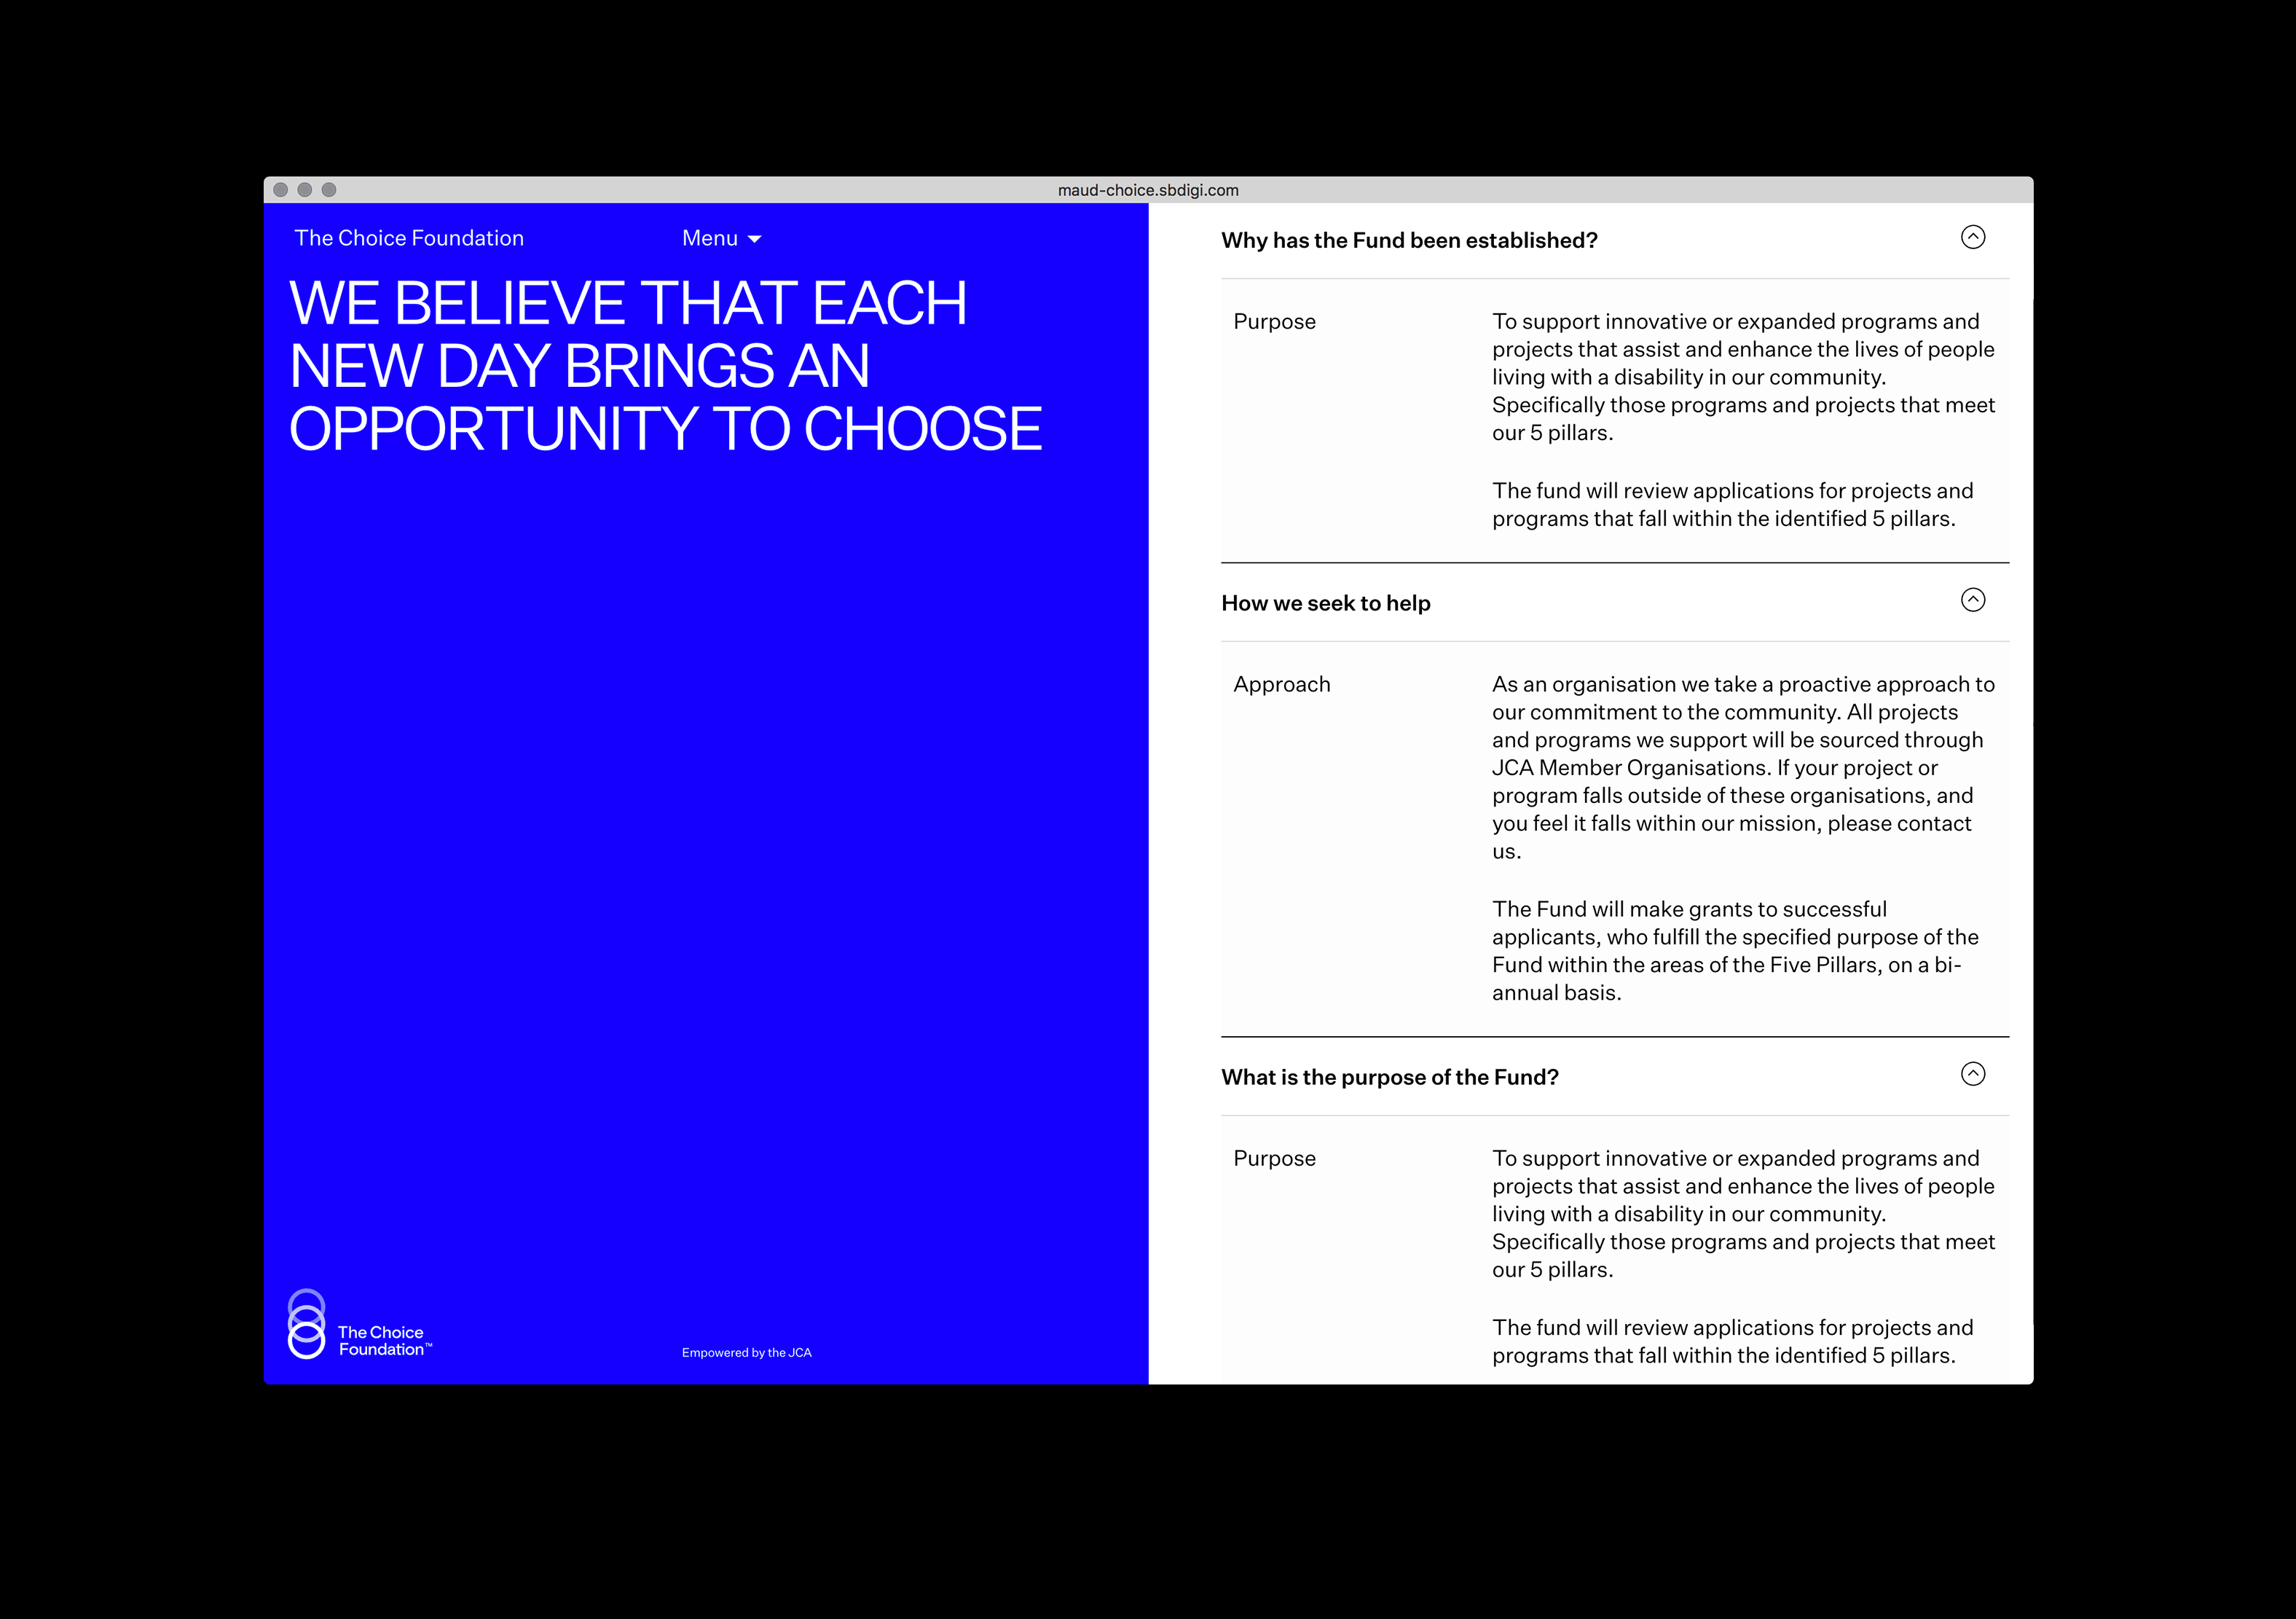 maud-choice.sbdigi.com
The Choice Foundation
Menu
WE BELIEVE THAT EACH
NEW DAY BRINGS AN
OPPORTUNITY TO CHOOSE
The Choice
Foundation™
Empowered by the JCA
Why has the Fund been established?
Purpose
To support innovative or expanded programs and
projects that assist and enhance the lives of people
living with a disability in our community.
Specifically those programs and projects that meet
our 5 pillars.
The fund will review applications for projects and
programs that fall within the identified 5 pillars.
How we seek to help
Approach
As an organisation we take a proactive approach to
our commitment to the community. All projects
and programs we support will be sourced through
JCA Member Organisations. If your project or
program falls outside of these organisations, and
you feel it falls within our mission, please contact
us.
The Fund will make grants to successful
applicants, who fulfill the specified purpose of the
Fund within the areas of the Five Pillars, on a bi-
annual basis.
What is the purpose of the Fund?
Purpose
To support innovative or expanded programs and
projects that assist and enhance the lives of people
living with a disability in our community.
Specifically those programs and projects that meet
our 5 pillars.
The fund will review applications for projects and
programs that fall within the identified 5 pillars.